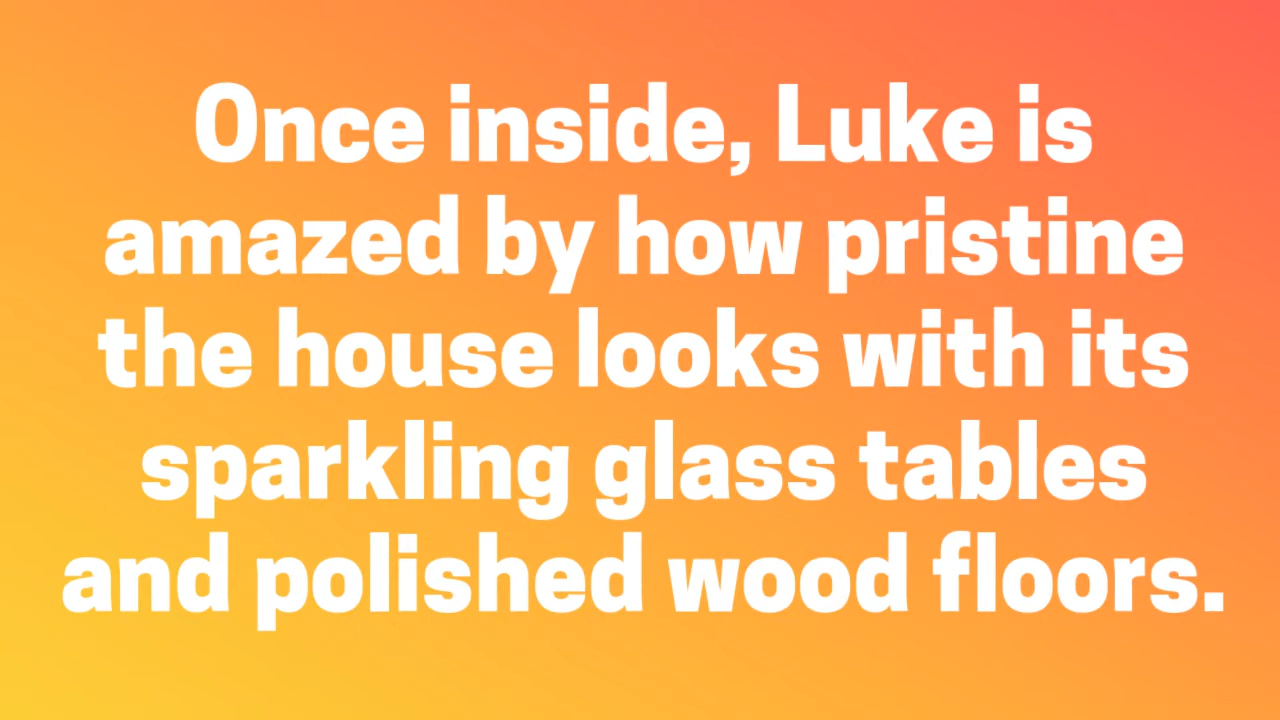 Once inside, Luke is
amazed by how pristine
the house looks with its
sparkling glass tables
and polished wood floors.